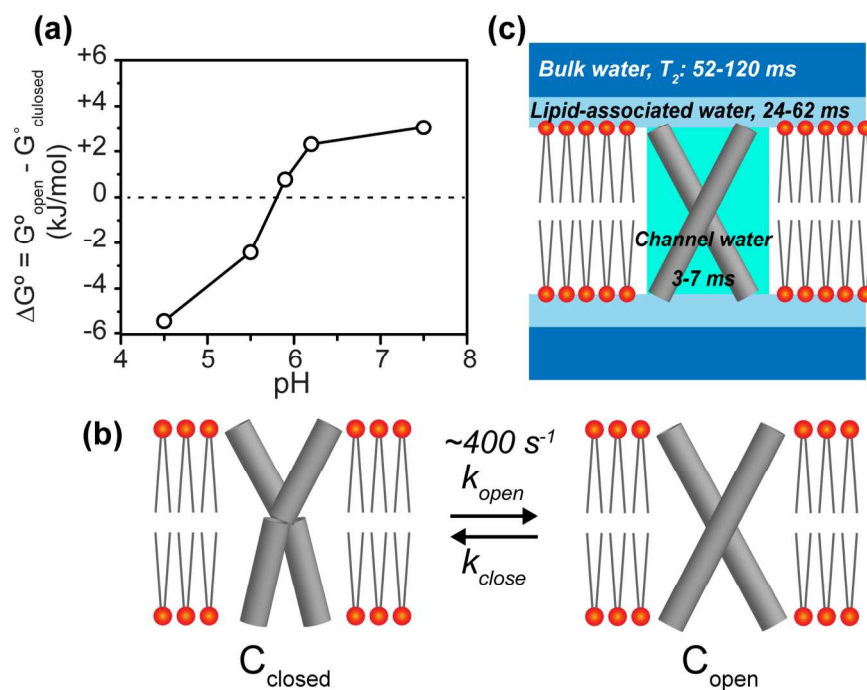 (a)
+6
+4
+2
0
-2
-4
-6
ΔG° = G°open - G°clulosed
(kJ/mol)
4
5
6
7
8
pH
(c)
Bulk water, T2: 52-120 ms
Lipid-associated water, 24-62 ms
Channel water
3-7 ms
(b)
~400 s-1
kopen
kclose
Cclosed
Copen